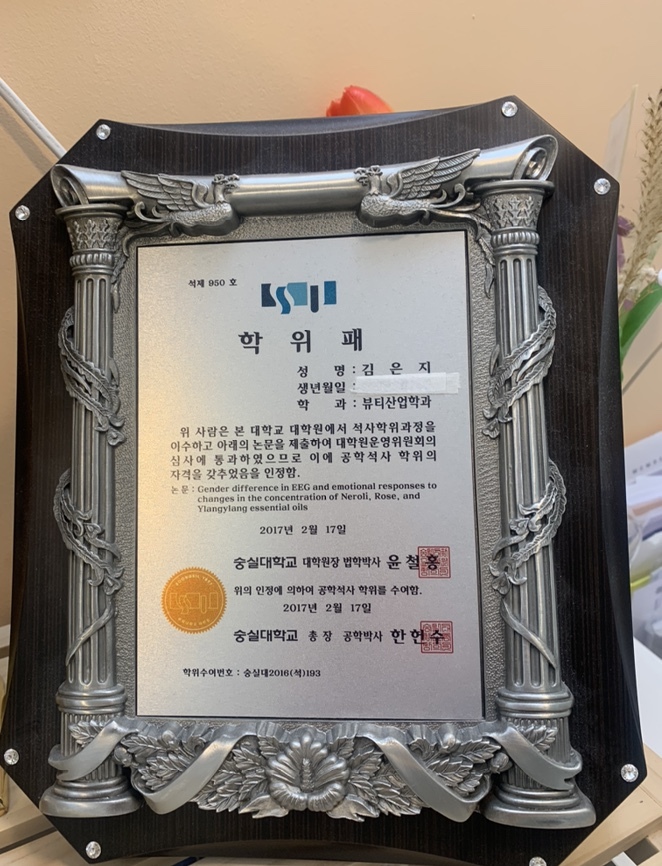 석제 950 호
SSU
학 위 패
성 명 : 김 은 지
생년월일 :
학 과 : 뷰티산업학과
위 사람은 본 대학교 대학원에서 석사학위과정을
이수하고 아래의 논문을 제출하여 대학원운영위원회의
심사에 통과하였으므로 이에 공학석사 학위의
자격을 갖추었음을 인정함.
논문 : Gender difference in EEG and emotional responses to
changes in the concentration of Neroli, Rose, and
Ylangylang essential oils
2017년 2월 17일
숭실대학교 대학원장 법학박사 윤 철 홍
위의 인정에 의하여 공학석사 학위를 수여함.
2017년 2월 17일
숭실대학교 총 장 공학박사 한 헌 수
학위수여번호 : 숭실대2016(석)193